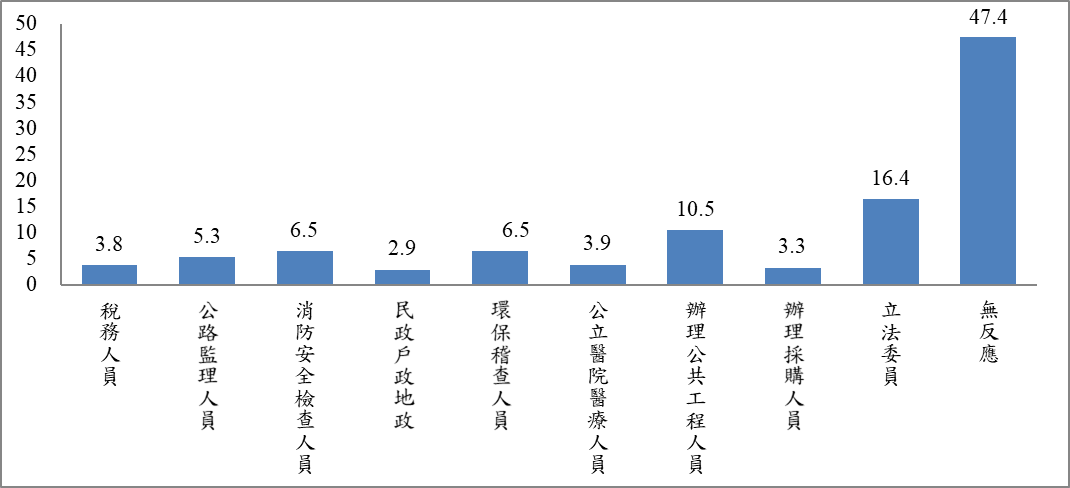 50
45
40
35
30
25
20
15
10
5
0
3.8
5.3
6.5
2.9
6.5
3.9
10.5
3.3
16.4
47.4
稅務人員
公路監理人員
消防安全檢查人員
民政戶政地政
環保稽查人員
公立醫院醫療人員
辦理公共工程人員
辦理採購人員
立法委員
無反應